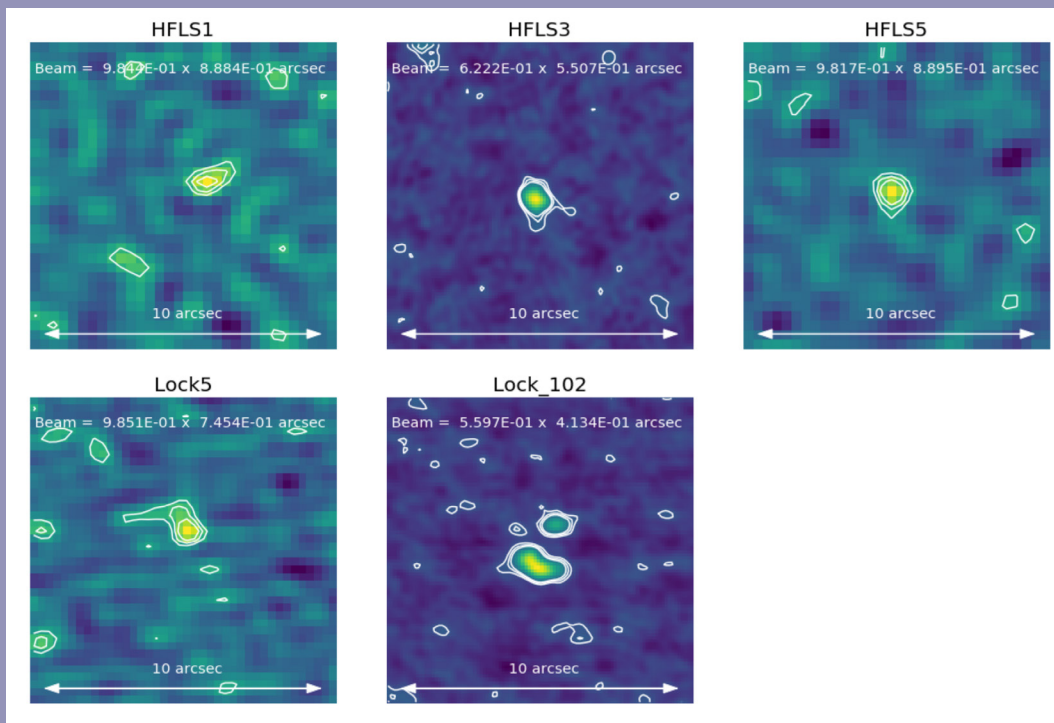 HFLS1
Beam = 9.844E-01 x 8.884E-01 arcsec
10 arcsec
HFLS3
Beam = 6.222E-01 x 5.507E-01 arcsec
10 arcsec
HFLS5
Beam = 9.817E-01 x 8.895E-01 arcsec
10 arcsec
Lock5
Beam = 9.851E-01 x 7.454E-01 arcsec
10 arcsec
Lock_102
Beam = 5.597E-01 x 4.134E-01 arcsec
10 arcsec